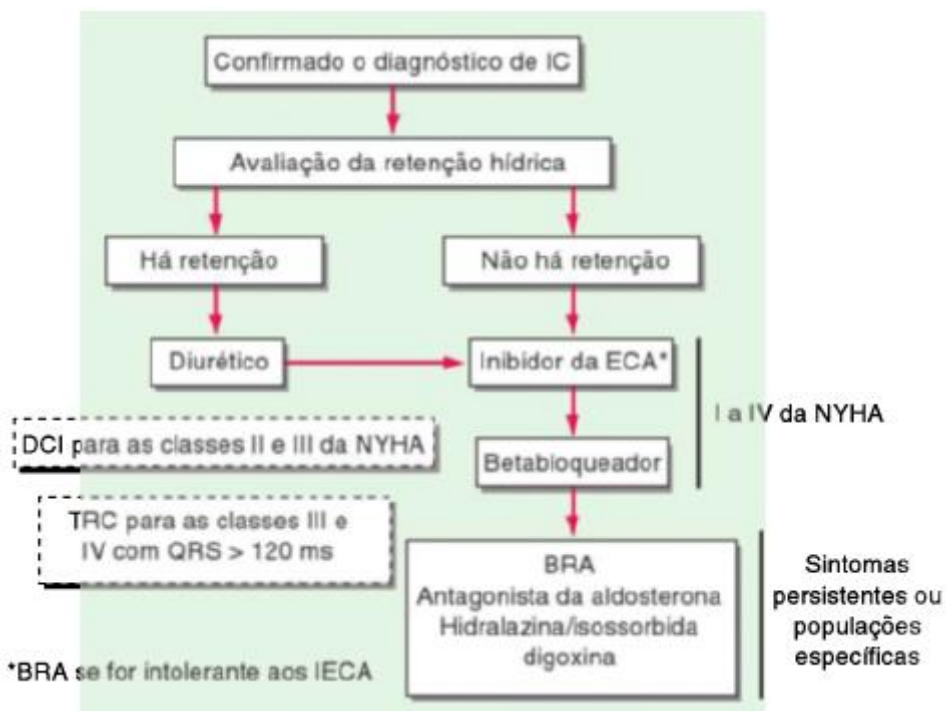 Confirmado o diagnóstico de IC
Avaliação da retenção hídrica
Há retenção
Não há retenção
Diurético
Inibidor da ECA*
I a IV da NYHA
DCI para as classes II e III da NYHA
Betabloqueador
TRC para as classes III e
IV com QRS > 120 ms
BRA
Antagonista da aldosterona
Hidralazina/isossorbida
digoxina
Sintomas
persistentes ou
populações
específicas
*BRA se for intolerante aos IECA